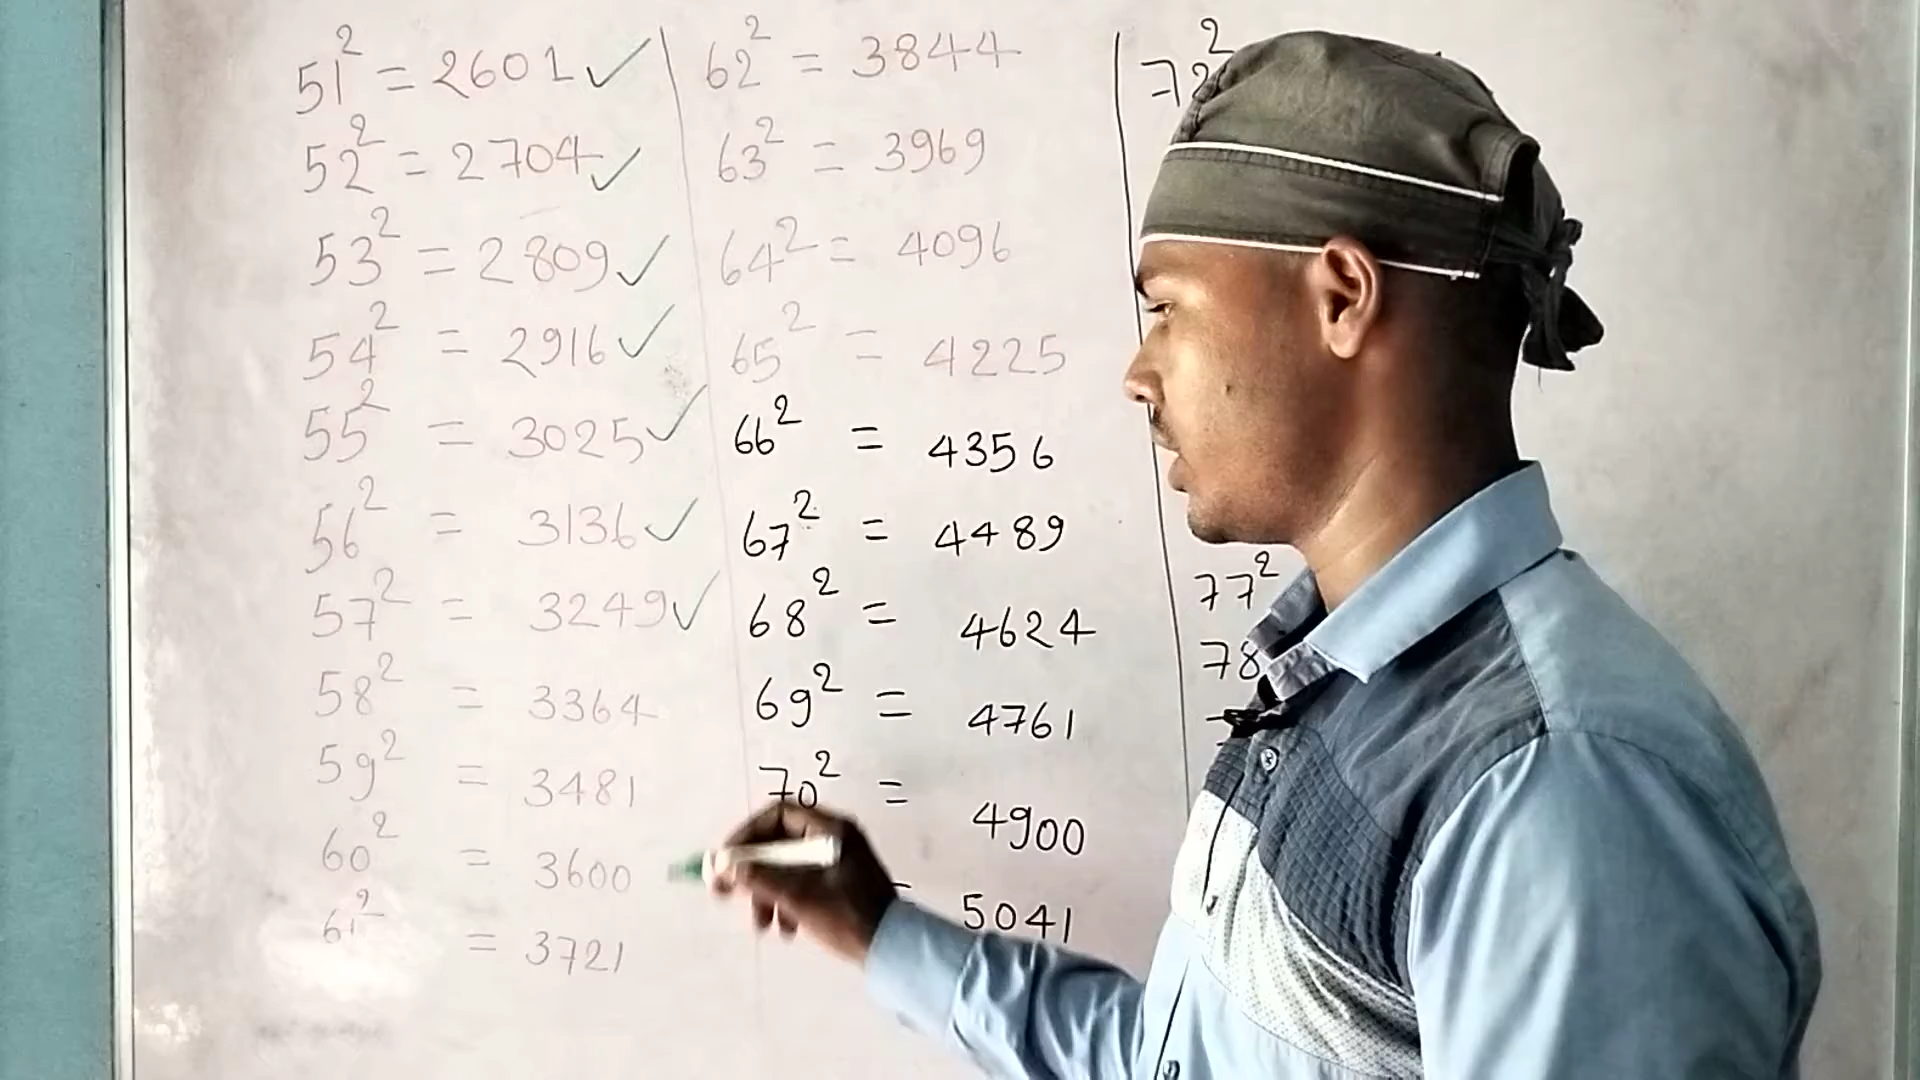 51² = 2601 ✓
52² = 2704 ✓
53² = 2809 ✓
54² = 2916 ✓
55² = 3025 ✓
56² = 3136 ✓
57² = 3249 ✓
58² = 3364
59² = 3481
60² = 3600
61² = 3721
62² = 3844
63² = 3969
64² = 4096
65² = 4225
66² = 4356
67² = 4489
68² = 4624
69² = 4761
70² = 4900
= 5041
72²
77²
78